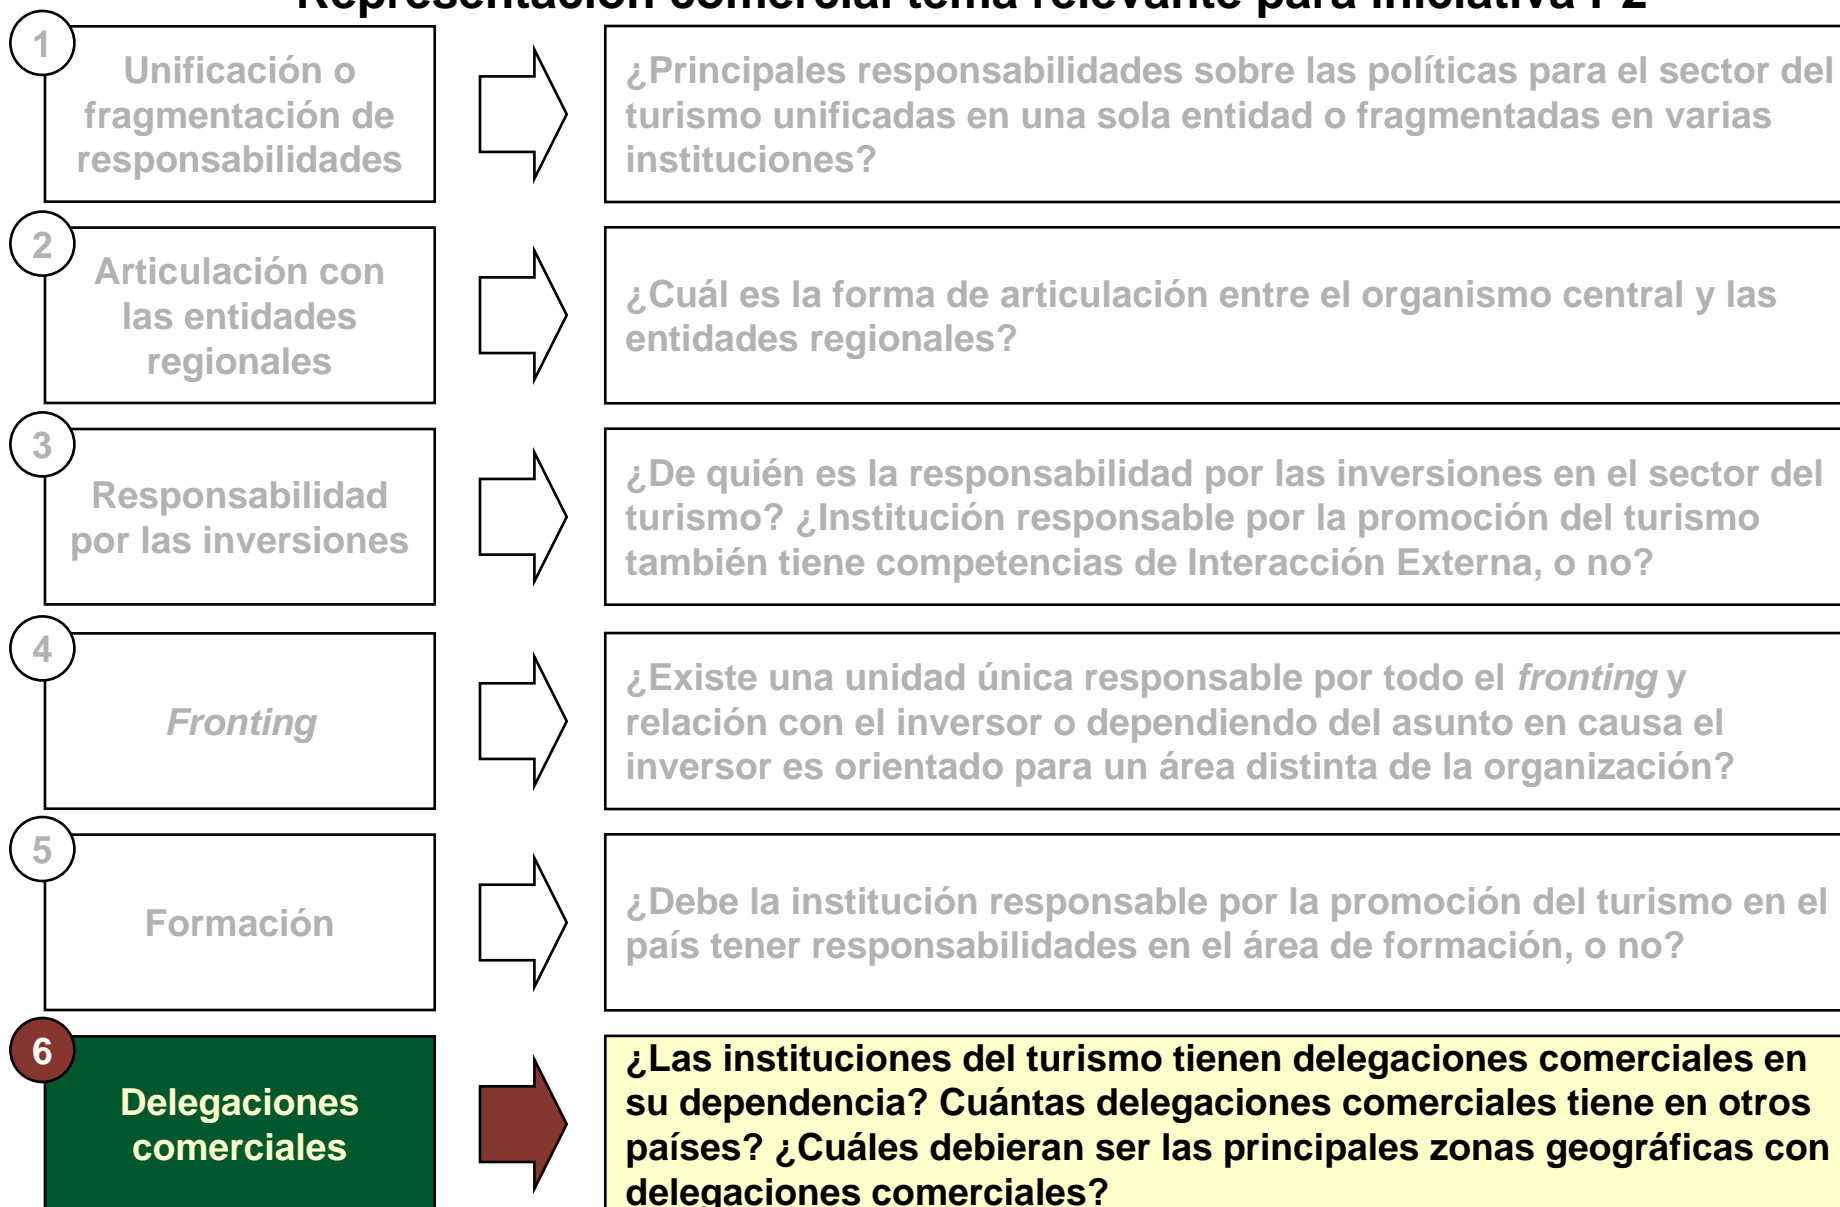 Representación comercial tema relevante para iniciativa
1
Unificación o
fragmentación de
responsabilidades
¿Principales responsabilidades sobre las políticas para el sector del
turismo unificadas en una sola entidad o fragmentadas en varias
instituciones?
2
Articulación con
las entidades
regionales
¿Cuál es la forma de articulación entre el organismo central y las
entidades regionales?
3
Responsabilidad
por las inversiones
¿De quién es la responsabilidad por las inversiones en el sector del
turismo? ¿Institución responsable por la promoción del turismo
también tiene competencias de Interacción Externa, o no?
4
Fronting
¿Existe una unidad única responsable por todo el fronting y
relación con el inversor o dependiendo del asunto en causa el
inversor es orientado para un área distinta de la organización?
5
Formación
¿Debe la institución responsable por la promoción del turismo en el
país tener responsabilidades en el área de formación, o no?
6
Delegaciones
comerciales
¿Las instituciones del turismo tienen delegaciones comerciales en
su dependencia? Cuántas delegaciones comerciales tiene en otros
países? ¿Cuáles debieran ser las principales zonas geográficas con
delegaciones comerciales?